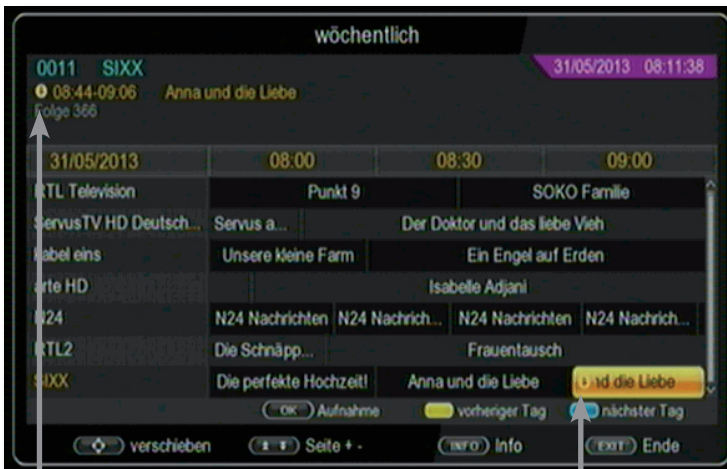 wöchentlich
0011 SIXX 31/05/2013 08:11:38
08:44-09:06 Anna und die Liebe
Folge 366
31/05/2013 08:00 08:30 09:00
RTL Television Punkt 9 SOKO Familie
ServusTV HD Deutsch... Servus a... Der Doktor und das liebe Vieh
kabel eins Unsere kleine Farm Ein Engel auf Erden
arte HD Isabelle Adjani
N24 N24 Nachrichten N24 Nachrich... N24 Nachrichten N24 Nachrich...
RTL2 Die Schnäpp... Frauentausch
SIXX Die perfekte Hochzeit! Anna und die Liebe nd die Liebe
OK Aufnahme vorheriger Tag nächster Tag
verschieben Seite + - INFO Info EXIT Ende